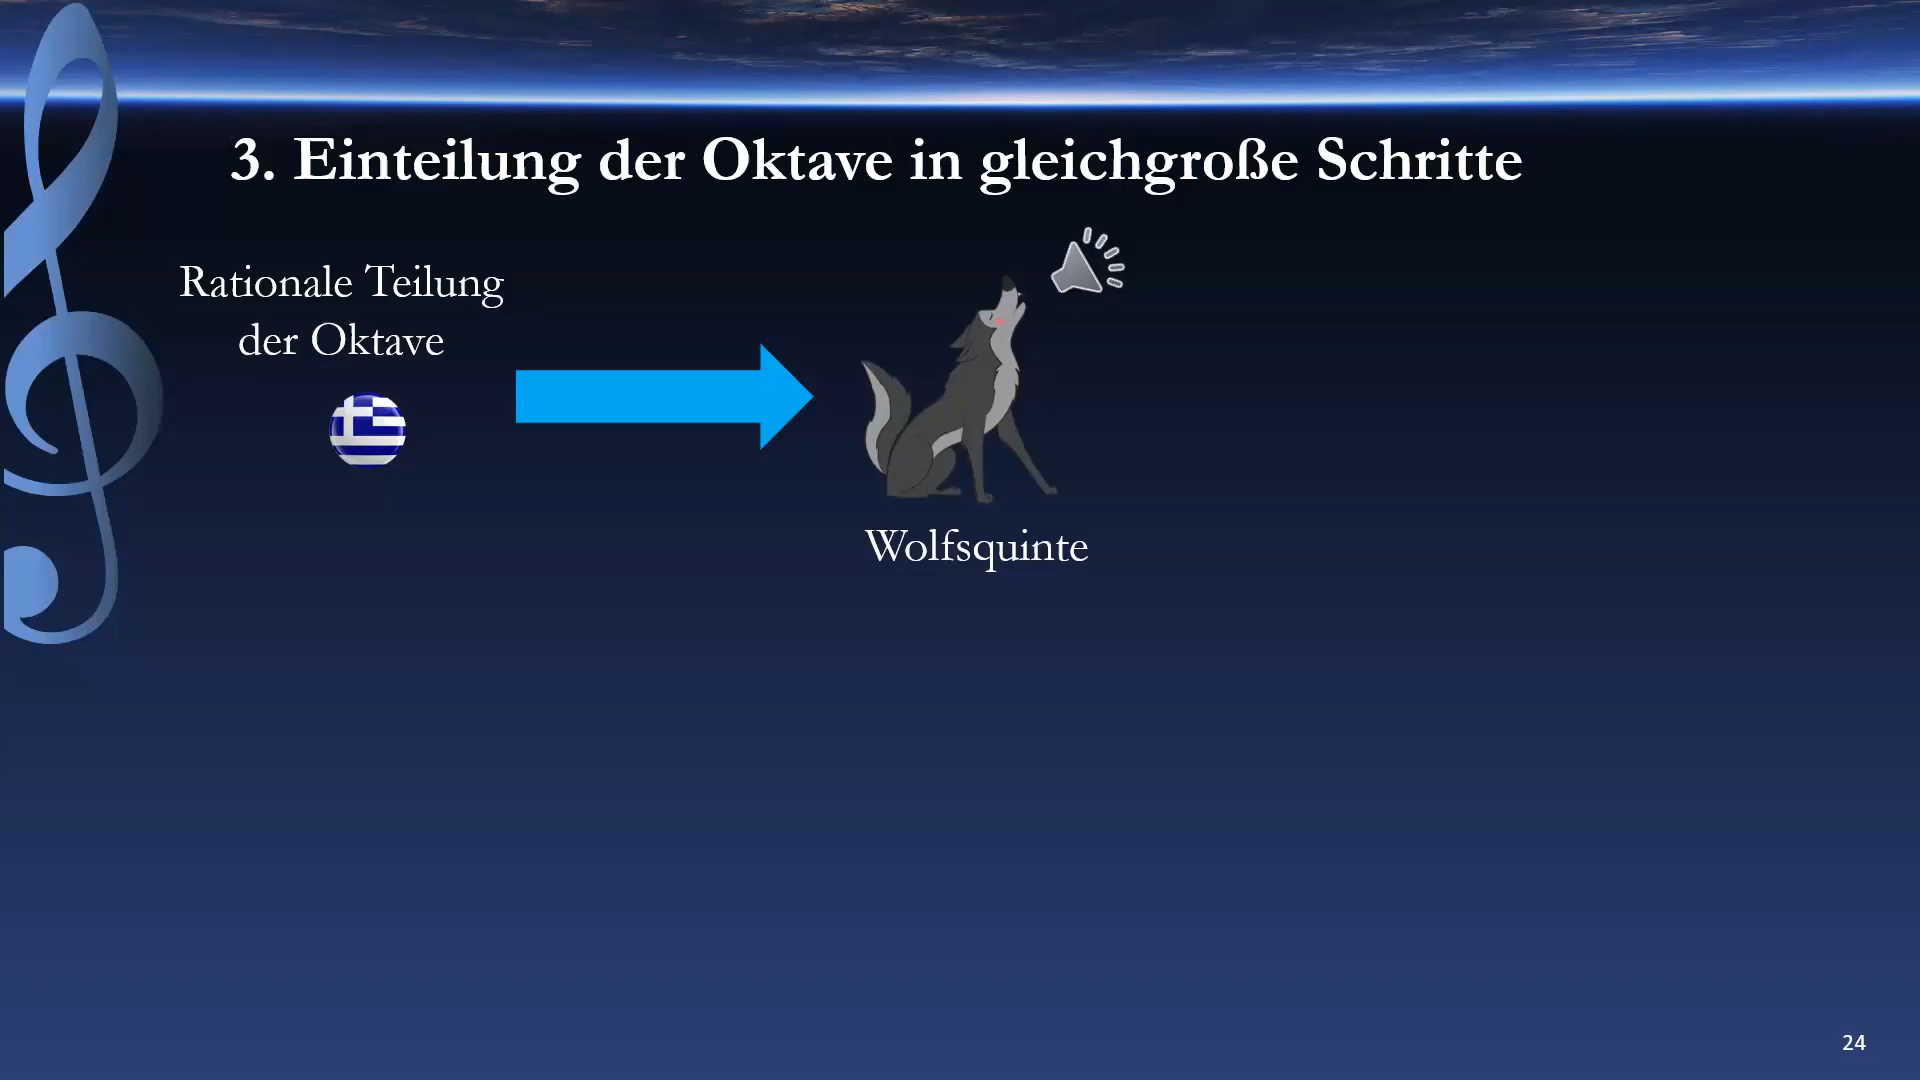 3. Einteilung der Oktave in gleichgroße Schritte
Rationale Teilung
der Oktave
Wolfsquinte
24